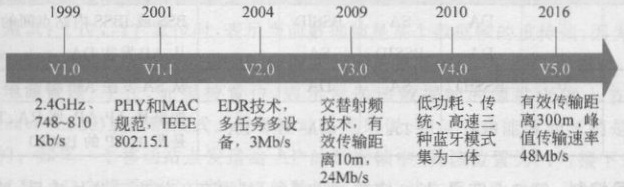 1999 2001 2004 2009 2010 2016
V1.0 V1.1 V2.0 V3.0 V4.0 V5.0
2.4GHz、 PHY和MAC EDR技术, 交替射频 低功耗、传 有效传输距
748~810 规范, IEEE 多任务多设 技术, 有 统、高速三 离300m, 峰
Kb/s 802.15.1 备, 3Mb/s 效传输距 种蓝牙模式 值传输速率
离10m, 集为一体 48Mb/s
24Mb/s